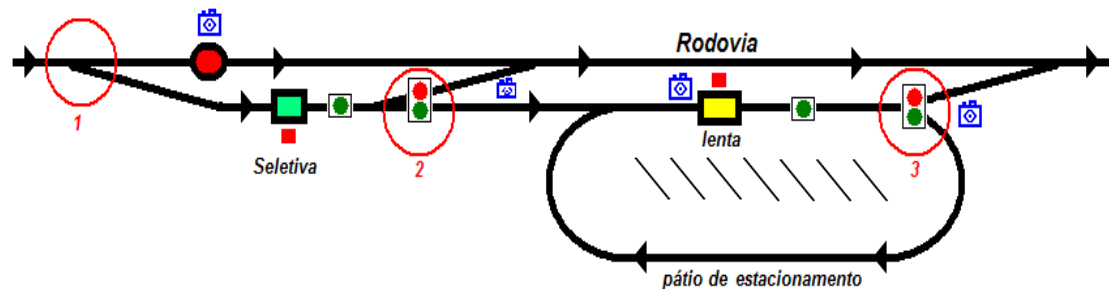 Rodovia
1
Seletiva
2
lenta
3
pátio de estacionamento